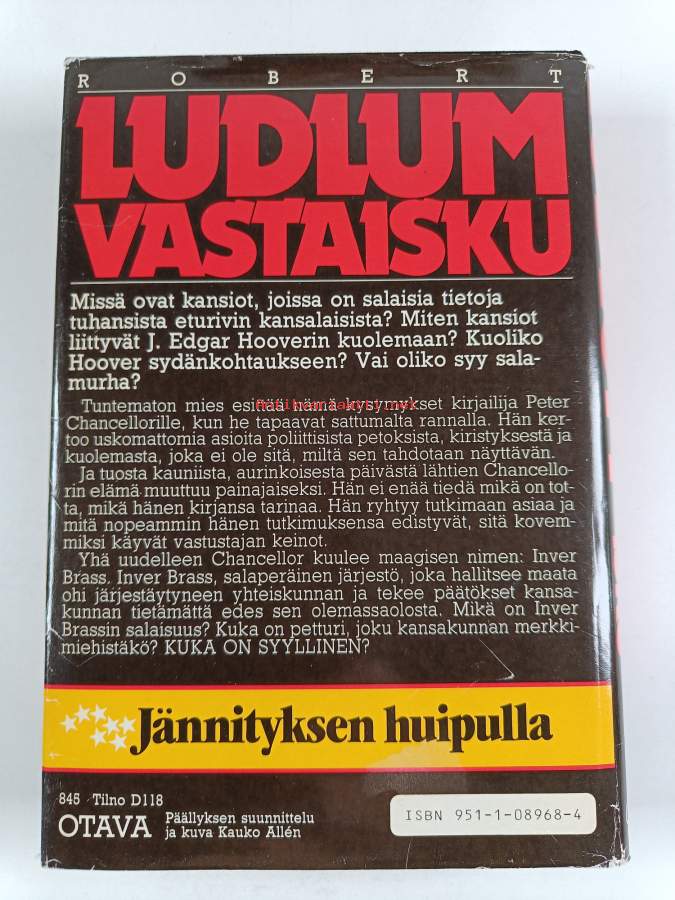 ROBERT
LUDLUM
VASTAISKU
Missä ovat kansiot, joissa on salaisia tietoja
tuhansista eturivin kansalaisista? Miten kansiot
liittyvät J. Edgar Hooverin kuolemaan? Kuoliko
Hoover sydänkohtaukseen? Vai oliko syy sala-
murha?
Tuntematon mies esittää nämä kysymykset kirjailija Peter
Chancellorille, kun he tapaavat sattumalta rannalla. Hän ker-
too uskomattomia asioita poliittisista petoksista, kiristyksestä ja
kuolemasta, joka ei ole sitä, miltä sen tahdotaan näyttävän.
Ja tuosta kauniista, aurinkoisesta päivästä lähtien Chancello-
rin elämä muuttuu painajaiseksi. Hän ei enää tiedä mikä on tot-
ta, mikä hänen kirjansa tarinaa. Hän ryhtyy tutkimaan asiaa ja
mitä nopeammin hänen tutkimuksensa edistyvät, sitä kovem-
miksi käyvät vastustajan keinot.
Yhä uudelleen Chancellor kuulee maagisen nimen: Inver
Brass. Inver Brass, salaperäinen järjestö, joka hallitsee maata
ohi järjestäytyneen yhteiskunnan ja tekee päätökset kansa-
kunnan tietämättä edes sen olemassaolosta. Mikä on Inver
Brassin salaisuus? Kuka on petturi, joku kansakunnan merkki-
miehistäkö? KUKA ON SYYLLINEN?
Jännityksen huipulla
845 Tilno D118
OTAVA Päällyksen suunnittelu
ja kuva Kauko Allén
ISBN 951-1-08968-4